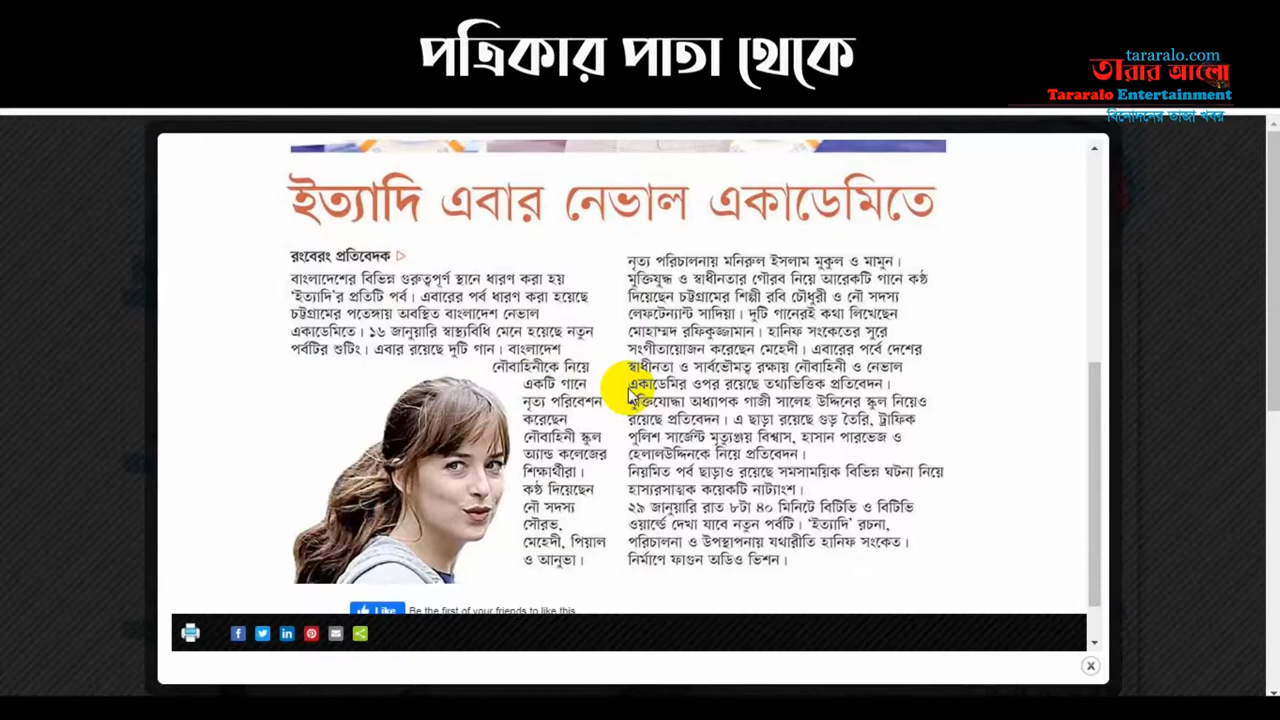 পত্রিকার পাতা থেকে
tararalo.com
তারার আলো
Tararalo Entertainment
বিনোদনের তাজা খবর
ইত্যাদি এবার নেভাল একাডেমিতে
রংবেরং প্রতিবেদক
বাংলাদেশের বিভিন্ন গুরুত্বপূর্ণ স্থানে ধারণ করা হয়
‘ইত্যাদি’র প্রতিটি পর্ব। এবারের পর্ব ধারণ করা হয়েছে
চট্টগ্রামের পতেঙ্গায় অবস্থিত বাংলাদেশ নেভাল
একাডেমিতে। ১৬ জানুয়ারি স্বাস্থ্যবিধি মেনে হয়েছে নতুন
পর্বটির শুটিং। এবার রয়েছে দুটি গান। বাংলাদেশ
নৌবাহিনীকে নিয়ে
একটি গানে
নৃত্য পরিবেশন
করেছেন
নৌবাহিনী স্কুল
অ্যান্ড কলেজের
শিক্ষার্থীরা।
কণ্ঠ দিয়েছেন
নৌ সদস্য
সৌরভ,
মেহেদী, পিয়াল
ও আনুভা।
নৃত্য পরিচালনায় মনিরুল ইসলাম মুকুল ও মামুন।
মুক্তিযুদ্ধ ও স্বাধীনতার গৌরব নিয়ে আরেকটি গানে কণ্ঠ
দিয়েছেন চট্টগ্রামের শিল্পী রবি চৌধুরী ও নৌ সদস্য
লেফটেন্যান্ট সাদিয়া। দুটি গানেরই কথা লিখেছেন
মোহাম্মদ রফিকুজ্জামান। হানিফ সংকেতের সুরে
সংগীতায়োজন করেছেন মেহেদী। এবারের পর্বে দেশের
স্বাধীনতা ও সার্বভৌমত্ব রক্ষায় নৌবাহিনী ও নেভাল
একাডেমির ওপর রয়েছে তথ্যভিত্তিক প্রতিবেদন।
মুক্তিযোদ্ধা অধ্যাপক গাজী সালেহ উদ্দিনের স্কুল নিয়েও
রয়েছে প্রতিবেদন। এ ছাড়া রয়েছে গুড় তৈরি, ট্রাফিক
পুলিশ সার্জেন্ট মৃত্যুঞ্জয় বিশ্বাস, হাসান পারভেজ ও
হেলালউদ্দিনকে নিয়ে প্রতিবেদন।
নিয়মিত পর্ব ছাড়াও রয়েছে সমসাময়িক বিভিন্ন ঘটনা নিয়ে
হাস্যরসাত্মক কয়েকটি নাট্যাংশ।
২৯ জানুয়ারি রাত ৮টা ৪০ মিনিটে বিটিভি ও বিটিভি
ওয়ার্ল্ডে দেখা যাবে নতুন পর্বটি। ‘ইত্যাদি’ রচনা,
পরিচালনা ও উপস্থাপনায় যথারীতি হানিফ সংকেত।
নির্মাণে ফাগুন অডিও ভিশন।
Like Be the first of your friends to like this.